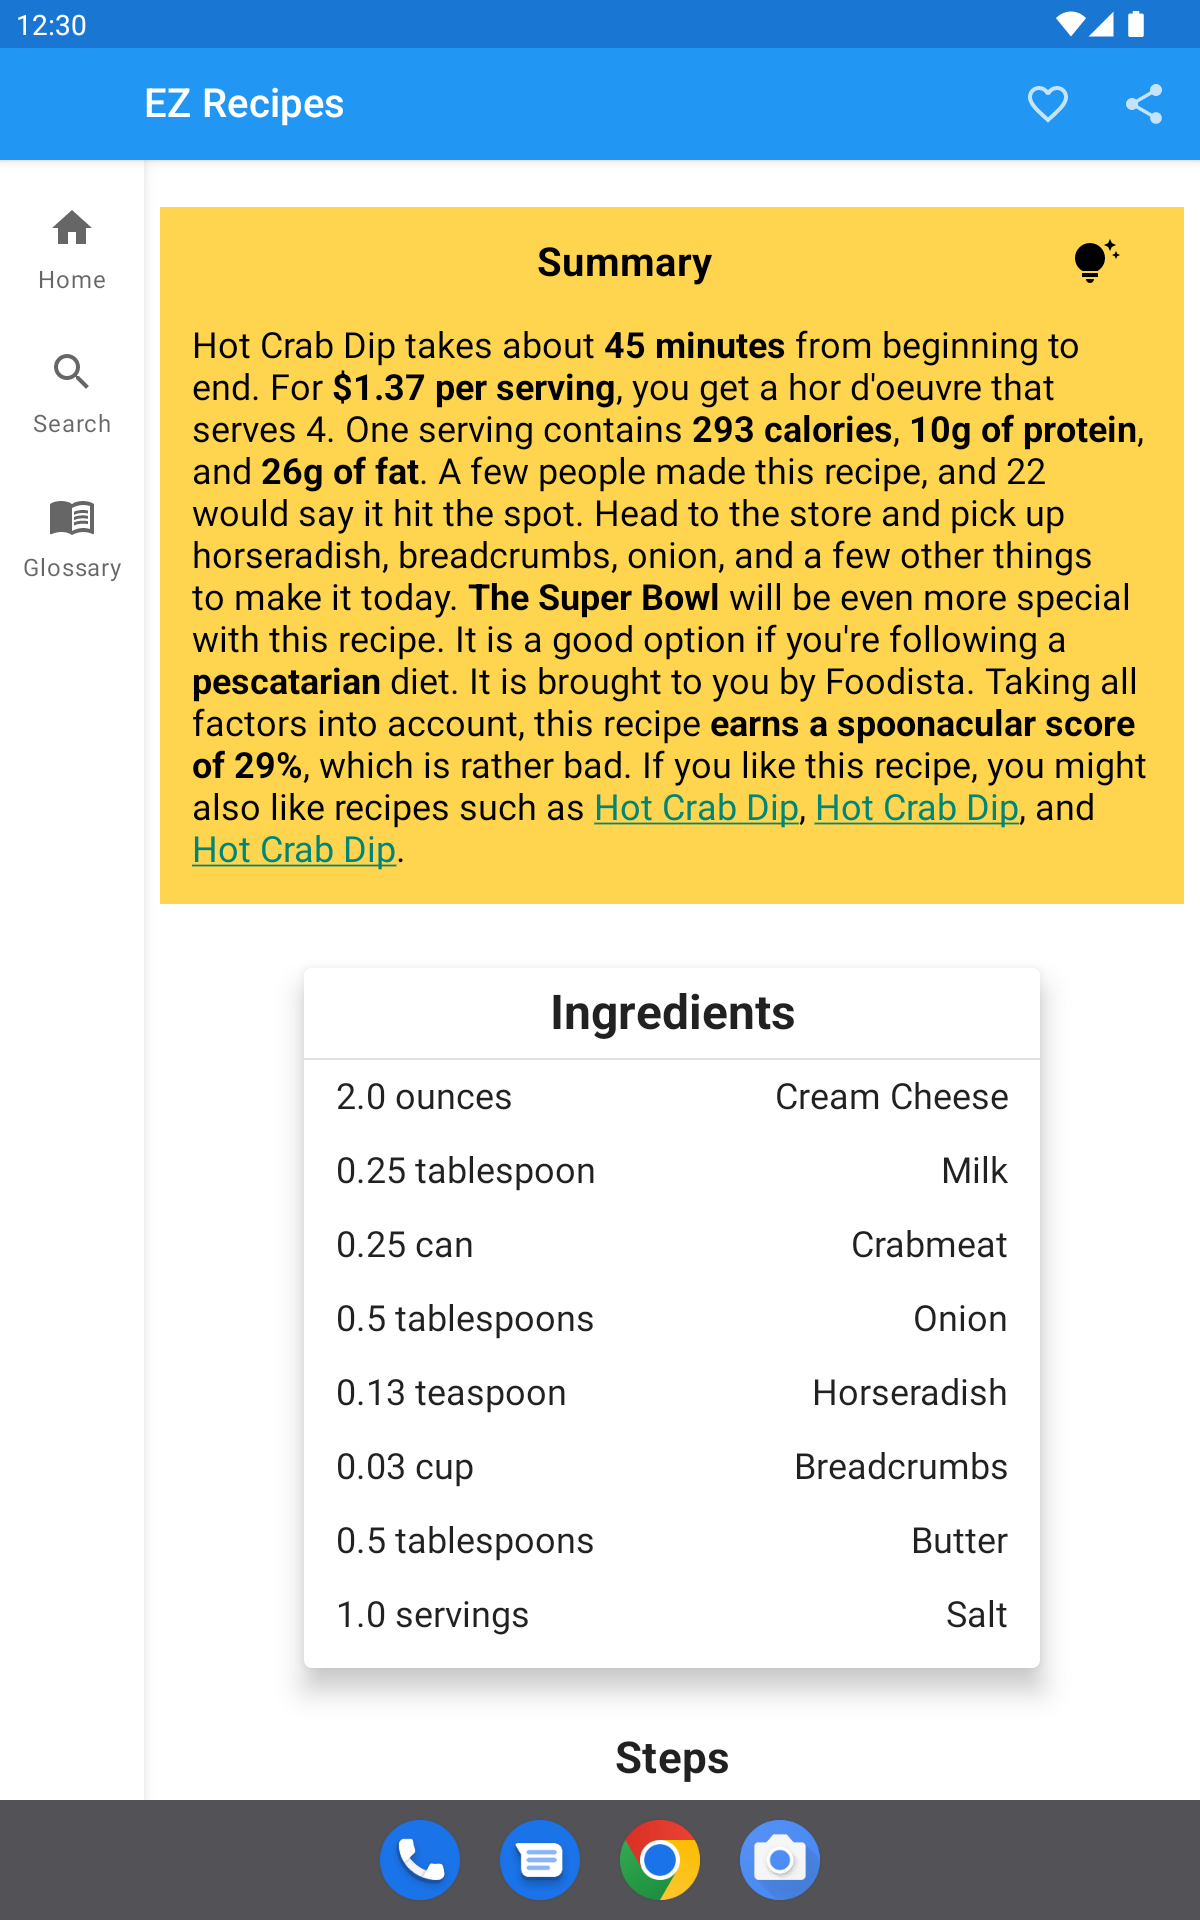 12:30
EZ Recipes
Home
Search
Glossary
Summary
Hot Crab Dip takes about 45 minutes from beginning to
end. For $1.37 per serving, you get a hor d'oeuvre that
serves 4. One serving contains 293 calories, 10g of protein,
and 26g of fat. A few people made this recipe, and 22
would say it hit the spot. Head to the store and pick up
horseradish, breadcrumbs, onion, and a few other things
to make it today. The Super Bowl will be even more special
with this recipe. It is a good option if you're following a
pescatarian diet. It is brought to you by Foodista. Taking all
factors into account, this recipe earns a spoonacular score
of 29%, which is rather bad. If you like this recipe, you might
also like recipes such as Hot Crab Dip, Hot Crab Dip, and
Hot Crab Dip.
Ingredients
2.0 ounces Cream Cheese
0.25 tablespoon Milk
0.25 can Crabmeat
0.5 tablespoons Onion
0.13 teaspoon Horseradish
0.03 cup Breadcrumbs
0.5 tablespoons Butter
1.0 servings Salt
Steps